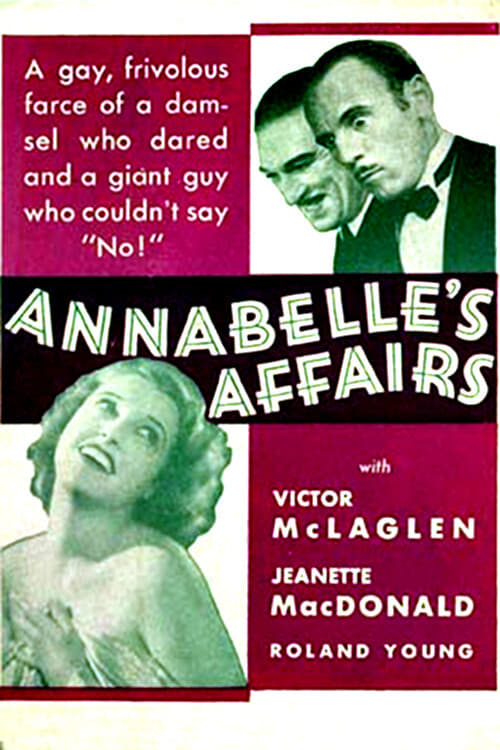 A gay, frivolous
farce of a dam-
sel who dared
and a giant guy
who couldn't say
"No!"
ANNABELLE'S
AFFAIRS
with
VICTOR
McLAGLEN
JEANETTE
MacDONALD
ROLAND YOUNG